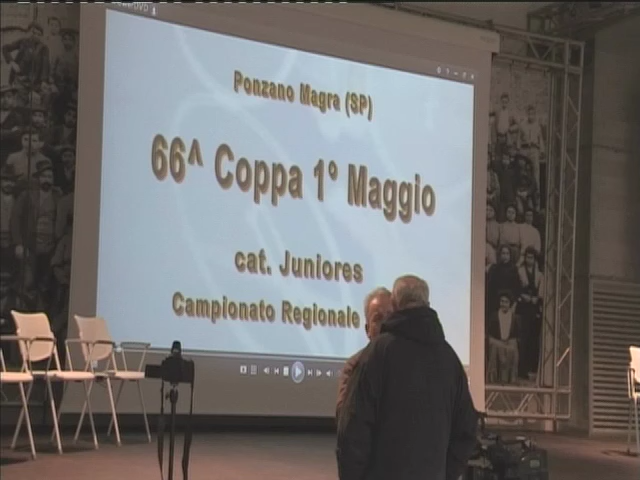 Ponzano Magra (SP)
66^ Coppa 1° Maggio
cat. Juniores
Campionato Regionale